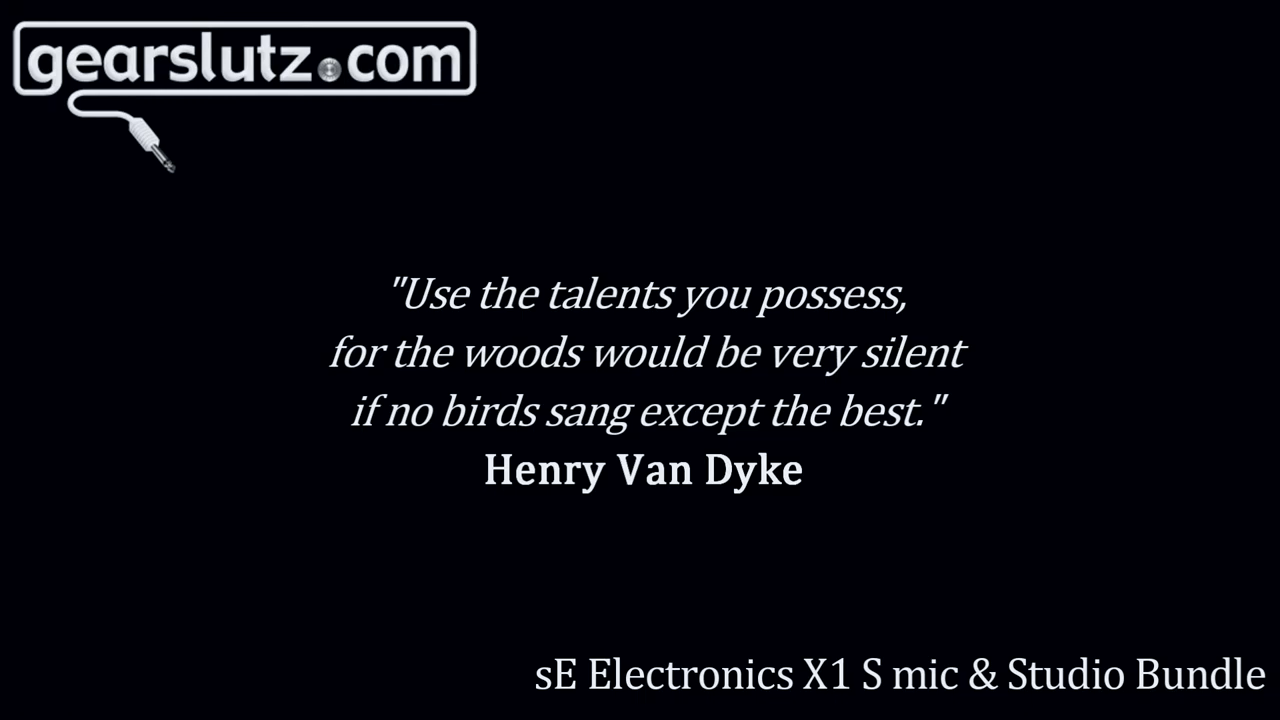 gearslutz.com
"Use the talents you possess,
for the woods would be very silent
if no birds sang except the best."
Henry Van Dyke
sE Electronics X1 S mic & Studio Bundle